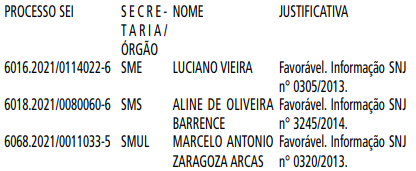 PROCESSO SEI SECRE- NOME JUSTIFICATIVA
TARIA/
ÓRGÃO
6016.2021/0114022-6 SME LUCIANO VIEIRA Favorável. Informação SNJ
nº 0305/2013.
6018.2021/0080060-6 SMS ALINE DE OLIVEIRA Favorável. Informação SNJ
BARRENCE nº 3245/2014.
6068.2021/0011033-5 SMUL MARCELO ANTONIO Favorável. Informação SNJ
ZARAGOZA ARCAS nº 0320/2013.